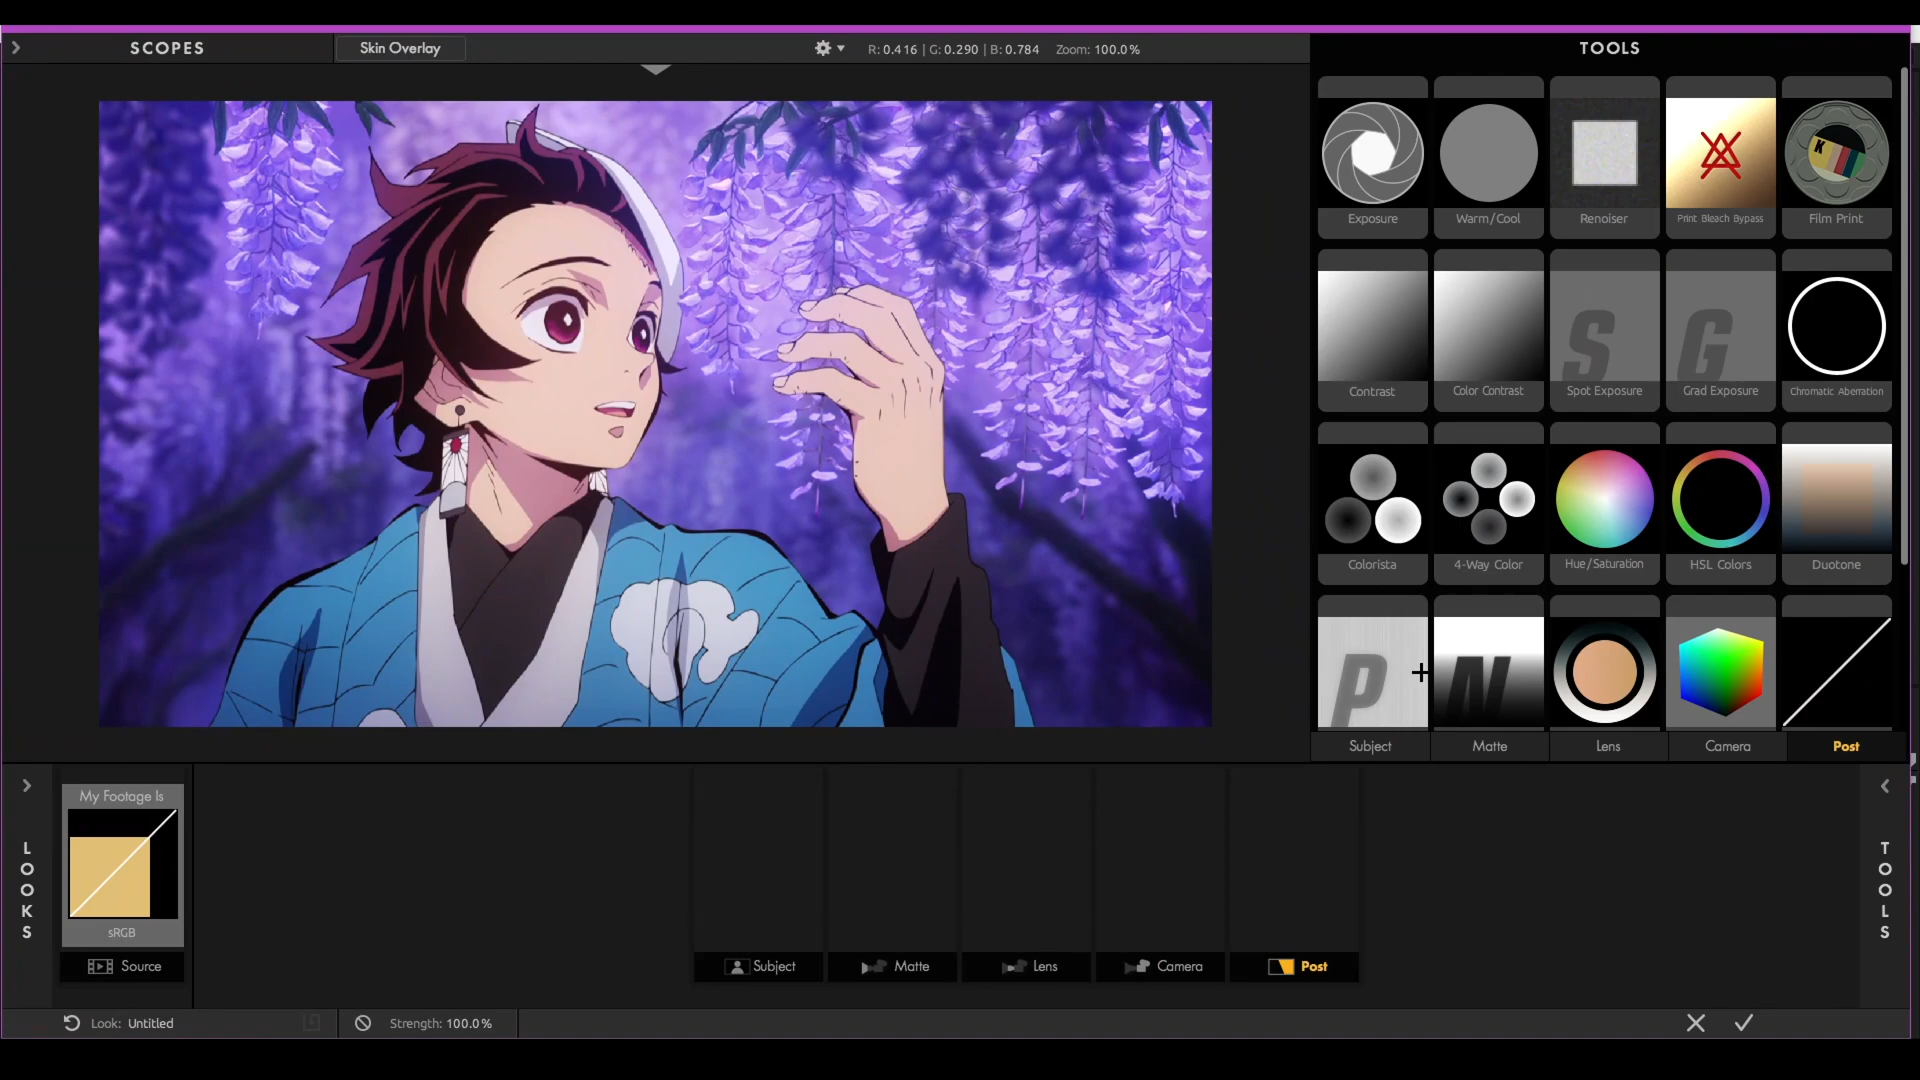 SCOPES
Skin Overlay
R: 0.416 | G: 0.290 | B: 0.784 Zoom: 100.0%
TOOLS
Exposure
Warm/Cool
Renoiser
Print Bleach Bypass
Film Print
K
Contrast
Color Contrast
Spot Exposure
Grad Exposure
Chromatic Aberration
S
G
Colorista
4-Way Color
Hue/Saturation
HSL Colors
Duotone
P
N
Subject
Matte
Lens
Camera
Post
LOOKS
My Footage Is
sRGB
Source
Subject
Matte
Lens
Camera
Post
TOOLS
Look: Untitled
Strength: 100.0%